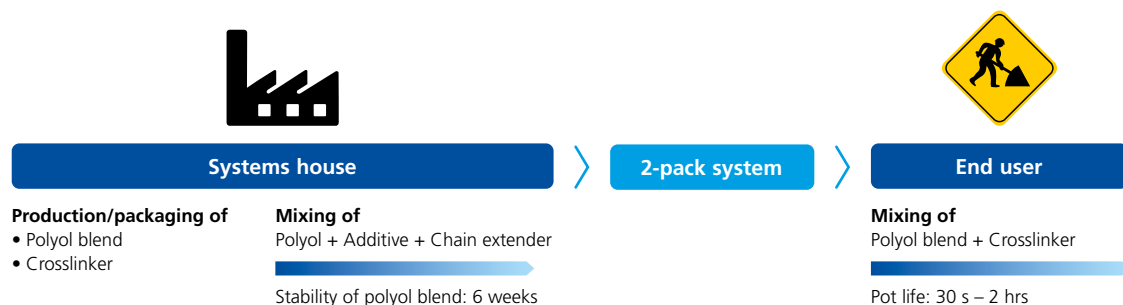 Systems house
2-pack system
End user
Production/packaging of
• Polyol blend
• Crosslinker
Mixing of
Polyol + Additive + Chain extender
Stability of polyol blend: 6 weeks
Mixing of
Polyol blend + Crosslinker
Pot life: 30 s – 2 hrs